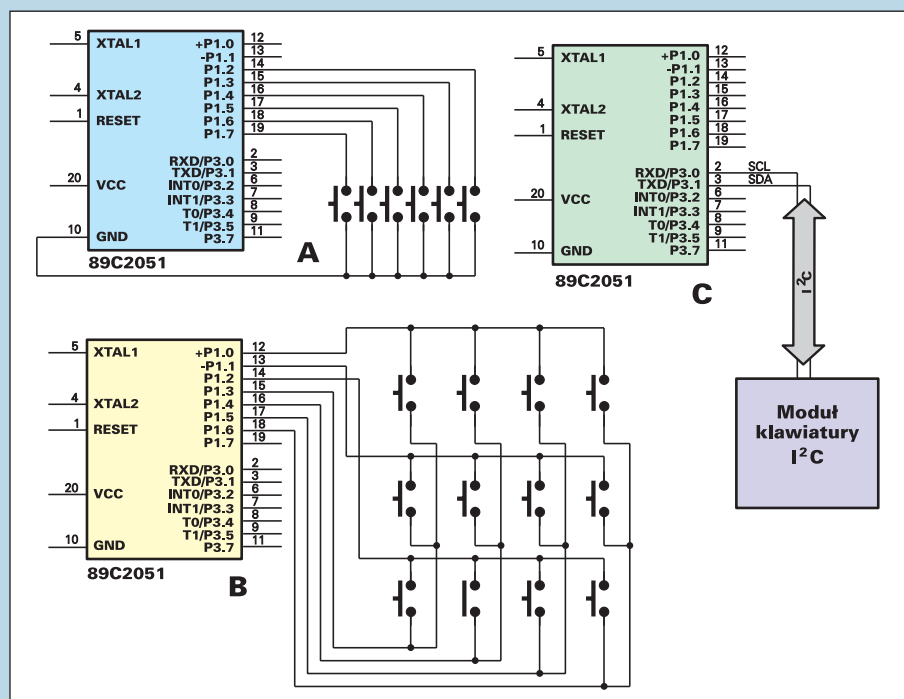 5 XTAL1 +P1.0 12
-P1.1 13
P1.2 14
P1.3 15
4 XTAL2 P1.4 16
P1.5 17
1 RESET P1.6 18
P1.7 19
RXD/P3.0 2
TXD/P3.1 3
20 VCC INT0/P3.2 6
INT1/P3.3 7
T0/P3.4 8
T1/P3.5 9
10 GND P3.7 11
89C2051
A
5 XTAL1 +P1.0 12
-P1.1 13
P1.2 14
P1.3 15
4 XTAL2 P1.4 16
P1.5 17
1 RESET P1.6 18
P1.7 19
RXD/P3.0 2 SCL
TXD/P3.1 3 SDA
20 VCC INT0/P3.2 6
INT1/P3.3 7
T0/P3.4 8
T1/P3.5 9
10 GND P3.7 11
89C2051
C
I²C
Moduł
klawiatury
I²C
5 XTAL1 +P1.0 12
-P1.1 13
P1.2 14
P1.3 15
4 XTAL2 P1.4 16
P1.5 17
1 RESET P1.6 18
P1.7 19
RXD/P3.0 2
TXD/P3.1 3
20 VCC INT0/P3.2 6
INT1/P3.3 7
T0/P3.4 8
T1/P3.5 9
10 GND P3.7 11
89C2051
B